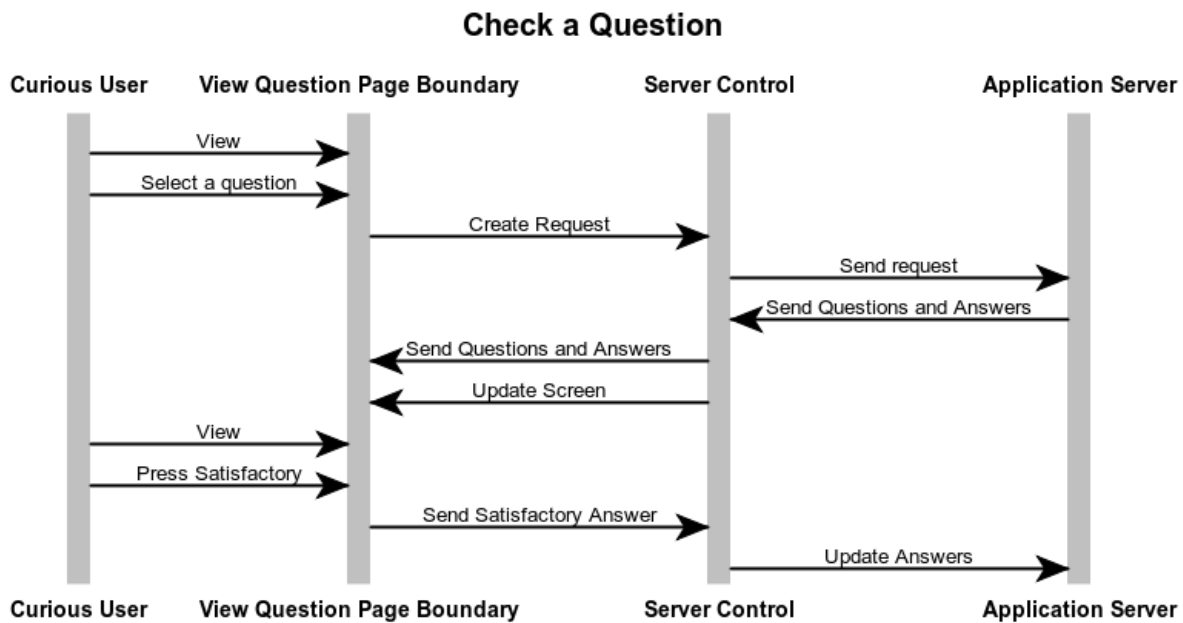 Check a Question
Curious User View Question Page Boundary Server Control Application Server
View
Select a question
Create Request
Send request
Send Questions and Answers
Send Questions and Answers
Update Screen
View
Press Satisfactory
Send Satisfactory Answer
Update Answers
Curious User View Question Page Boundary Server Control Application Server